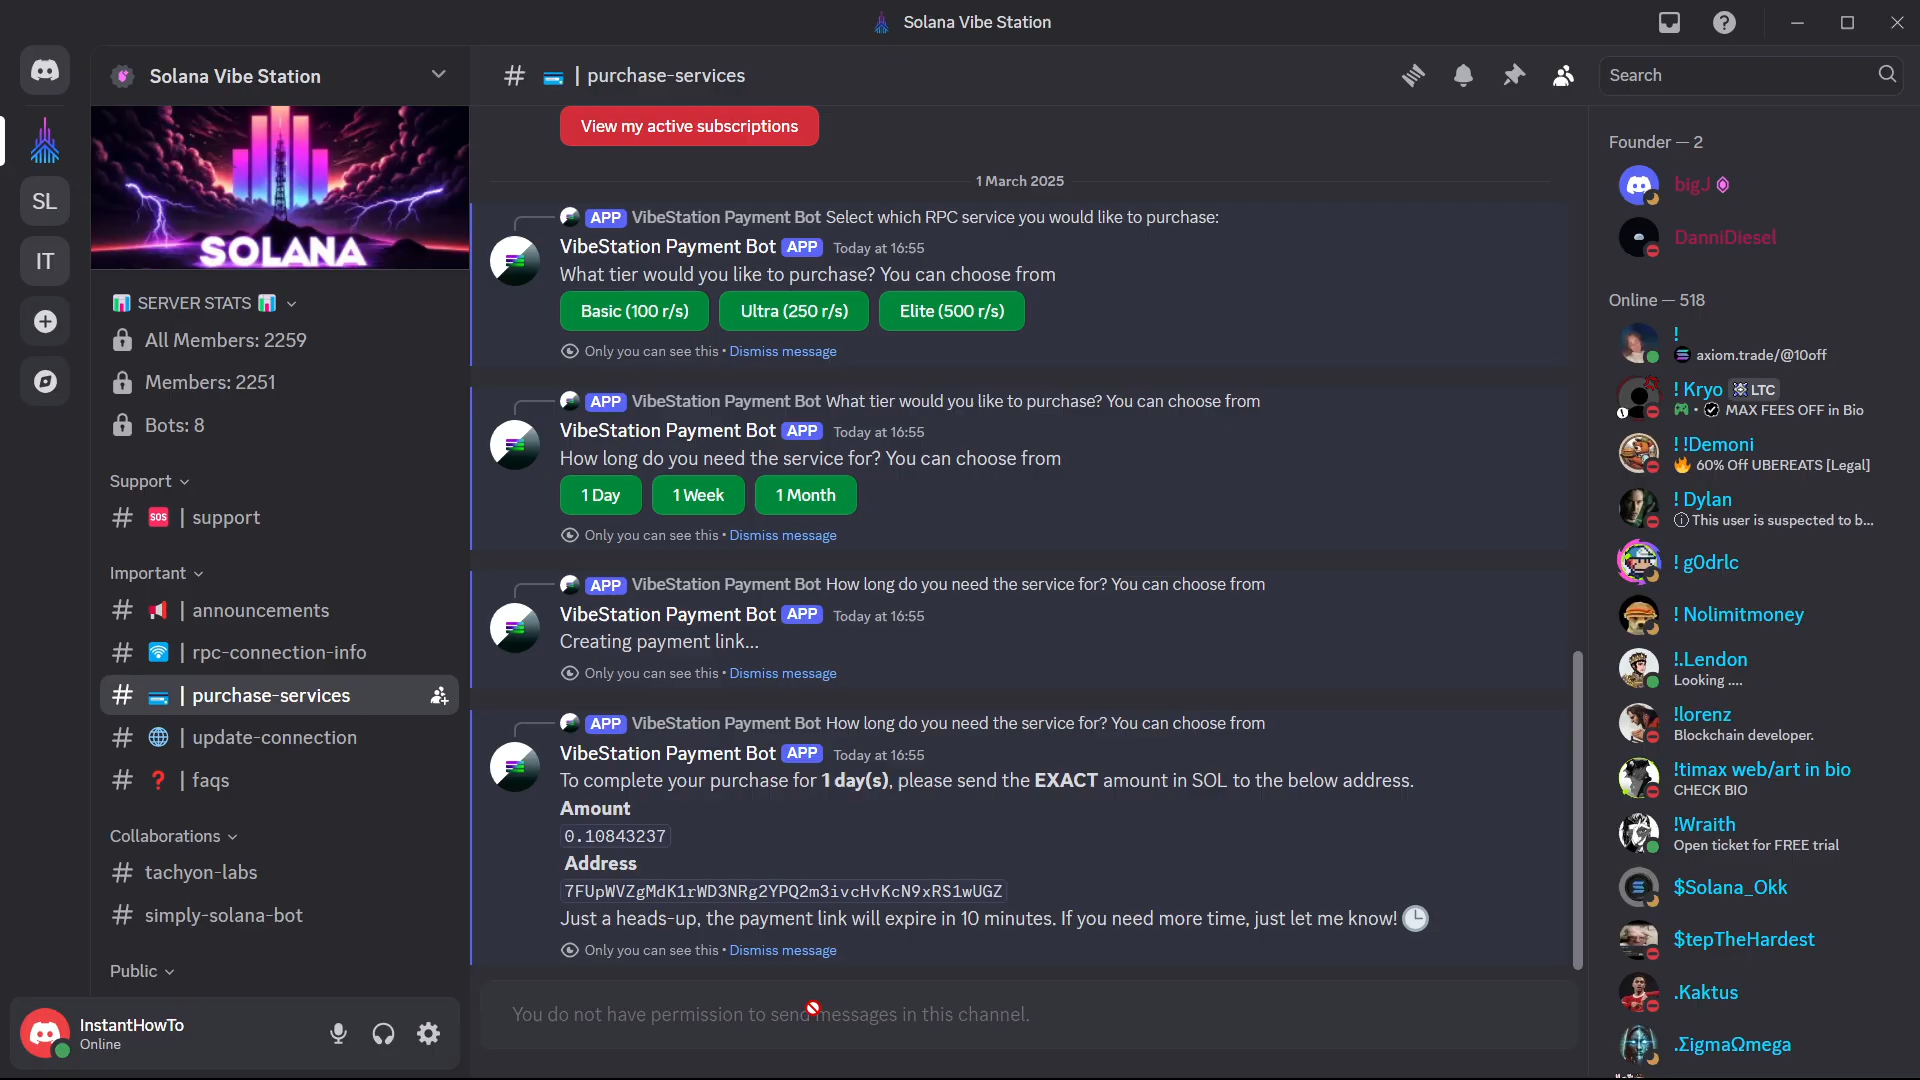 Solana Vibe Station
Solana Vibe Station
SOLANA
SERVER STATS
All Members: 2259
Members: 2251
Bots: 8
Support
# SOS | support
Important
# | announcements
# | rpc-connection-info
# | purchase-services
# | update-connection
# ❓ | faqs
Collaborations
# tachyon-labs
# simply-solana-bot
Public
InstantHowTo
Online
SL
IT
# | purchase-services
Search
View my active subscriptions
1 March 2025
APP VibeStation Payment Bot Select which RPC service you would like to purchase:
VibeStation Payment Bot APP Today at 16:55
What tier would you like to purchase? You can choose from
Basic (100 r/s) Ultra (250 r/s) Elite (500 r/s)
Only you can see this • Dismiss message
APP VibeStation Payment Bot What tier would you like to purchase? You can choose from
VibeStation Payment Bot APP Today at 16:55
How long do you need the service for? You can choose from
1 Day 1 Week 1 Month
Only you can see this • Dismiss message
APP VibeStation Payment Bot How long do you need the service for? You can choose from
VibeStation Payment Bot APP Today at 16:55
Creating payment link...
Only you can see this • Dismiss message
APP VibeStation Payment Bot How long do you need the service for? You can choose from
VibeStation Payment Bot APP Today at 16:55
To complete your purchase for 1 day(s), please send the EXACT amount in SOL to the below address.
Amount
0.10843237
Address
7FUpWVZgMdK1rWD3NRg2YPQ2m3ivcHvKcN9xRS1wUGZ
Just a heads-up, the payment link will expire in 10 minutes. If you need more time, just let me know!
Only you can see this • Dismiss message
You do not have permission to send messages in this channel.
Founder — 2
bigJ
DanniDiesel
Online — 518
!
axiom.trade/@10off
! Kryo LTC
• MAX FEES OFF in Bio
! !Demoni
60% Off UBEREATS [Legal]
! Dylan
This user is suspected to b...
! g0drlc
! Nolimitmoney
!.Lendon
Looking ....
!lorenz
Blockchain developer.
!timax web/art in bio
CHECK BIO
!Wraith
Open ticket for FREE trial
$Solana_Okk
$tepTheHardest
.Kaktus
.ΣigmaΩmega